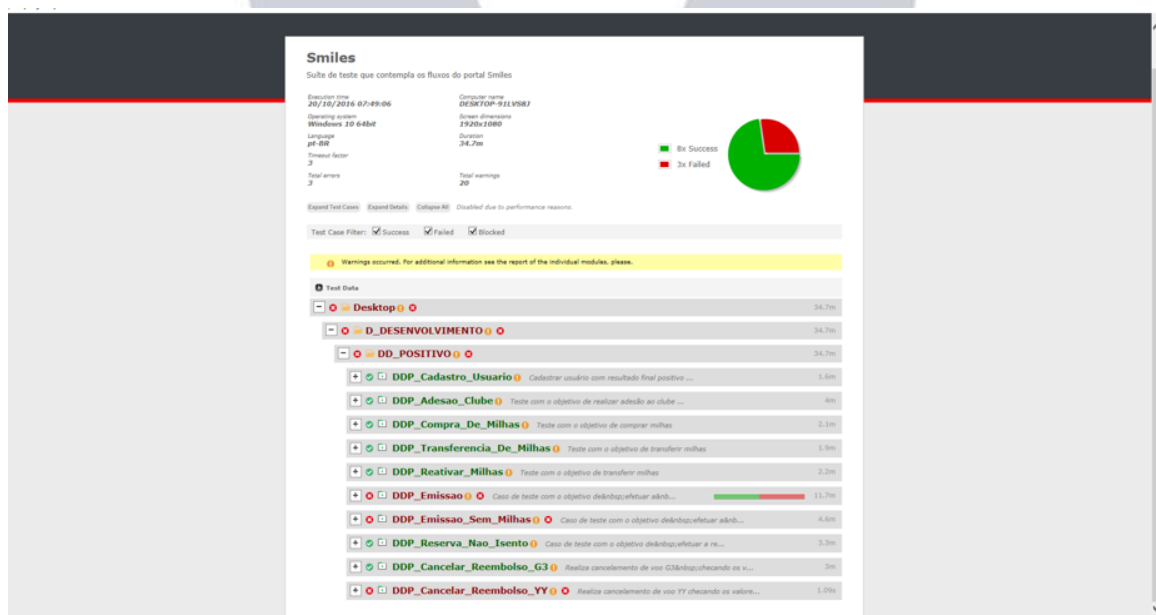 Smiles
Suíte de teste que contempla os fluxos do portal Smiles
Execution time
20/10/2016 07:49:06
Computer name
DESKTOP-91LVS8J
Operating system
Windows 10 64bit
Screen dimensions
1920x1080
Language
pt-BR
Duration
34.7m
Timeout factor
3
Total errors
3
Total warnings
20
8x Success
3x Failed
Expand Test Cases Expand Details Collapse All Disabled due to performance reasons.
Test Case Filter: Success Failed Blocked
Warnings occurred. For additional information see the report of the individual modules, please.
Test Data
Desktop 34.7m
D_DESENVOLVIMENTO 34.7m
DD_POSITIVO 34.7m
DDP_Cadastro_Usuario Cadastrar usuário com resultado final positivo ... 1.6m
DDP_Adesao_Clube Teste com o objetivo de realizar adesão ao clube ... 4m
DDP_Compra_De_Milhas Teste com o objetivo de comprar milhas 2.1m
DDP_Transferencia_De_Milhas Teste com o objetivo de transferir milhas 1.9m
DDP_Reativar_Milhas Teste com o objetivo de transferir milhas 2.2m
DDP_Emissao Caso de teste com o objetivo de&nbsp;efetuar a&nb... 11.7m
DDP_Emissao_Sem_Milhas Caso de teste com o objetivo de&nbsp;efetuar a&nb... 4.6m
DDP_Reserva_Nao_Isento Caso de teste com o objetivo de&nbsp;efetuar a re... 3.3m
DDP_Cancelar_Reembolso_G3 Realiza cancelamento de voo G3&nbsp;checando os v... 3m
DDP_Cancelar_Reembolso_YY Realiza cancelamento de voo YY checando os valore...